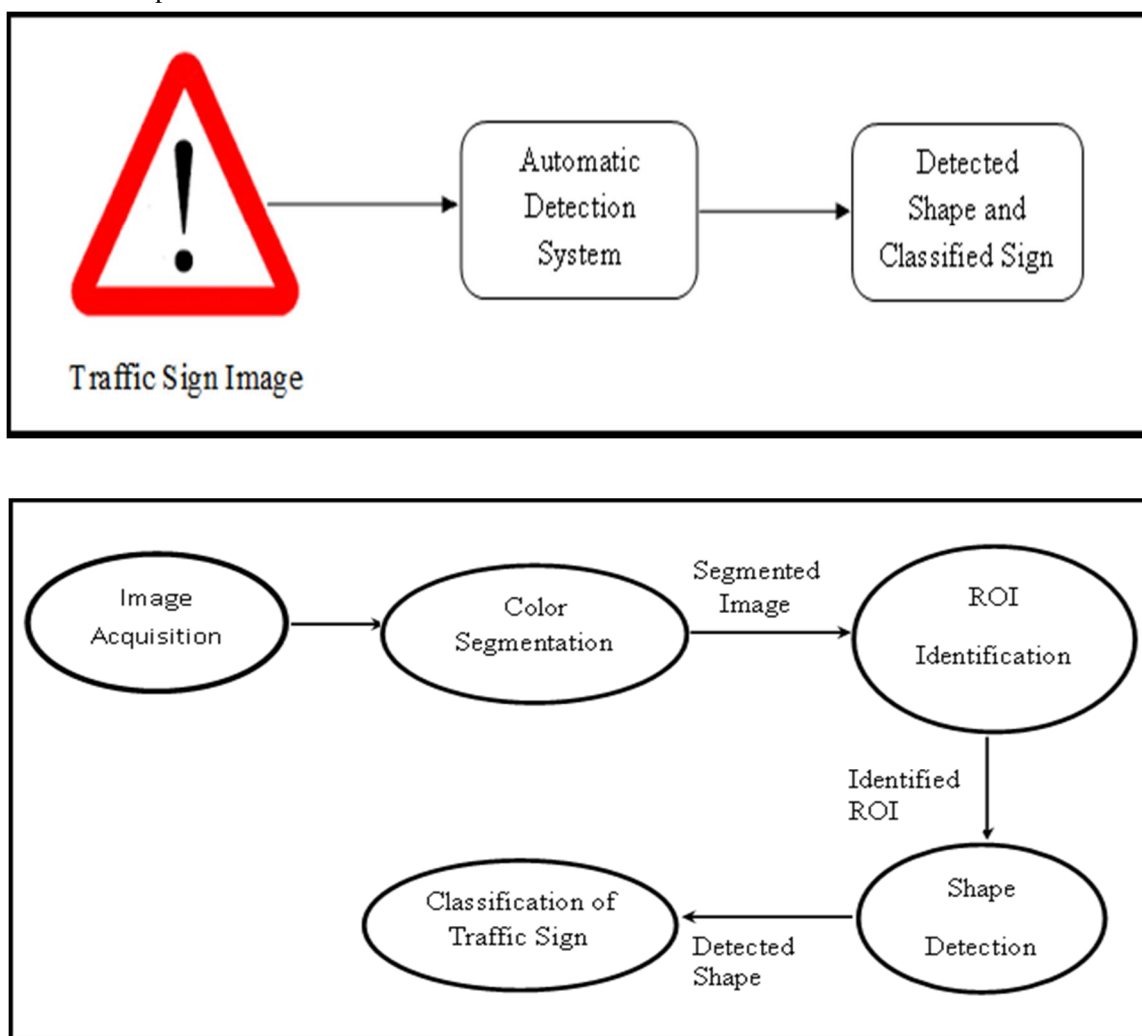 Automatic
Detection
System
Detected
Shape and
Classified Sign
!
Traffic Sign Image
Image
Acquisition
Color
Segmentation
Segmented
Image
ROI
Identification
Identified
ROI
Shape
Detection
Detected
Shape
Classification of
Traffic Sign